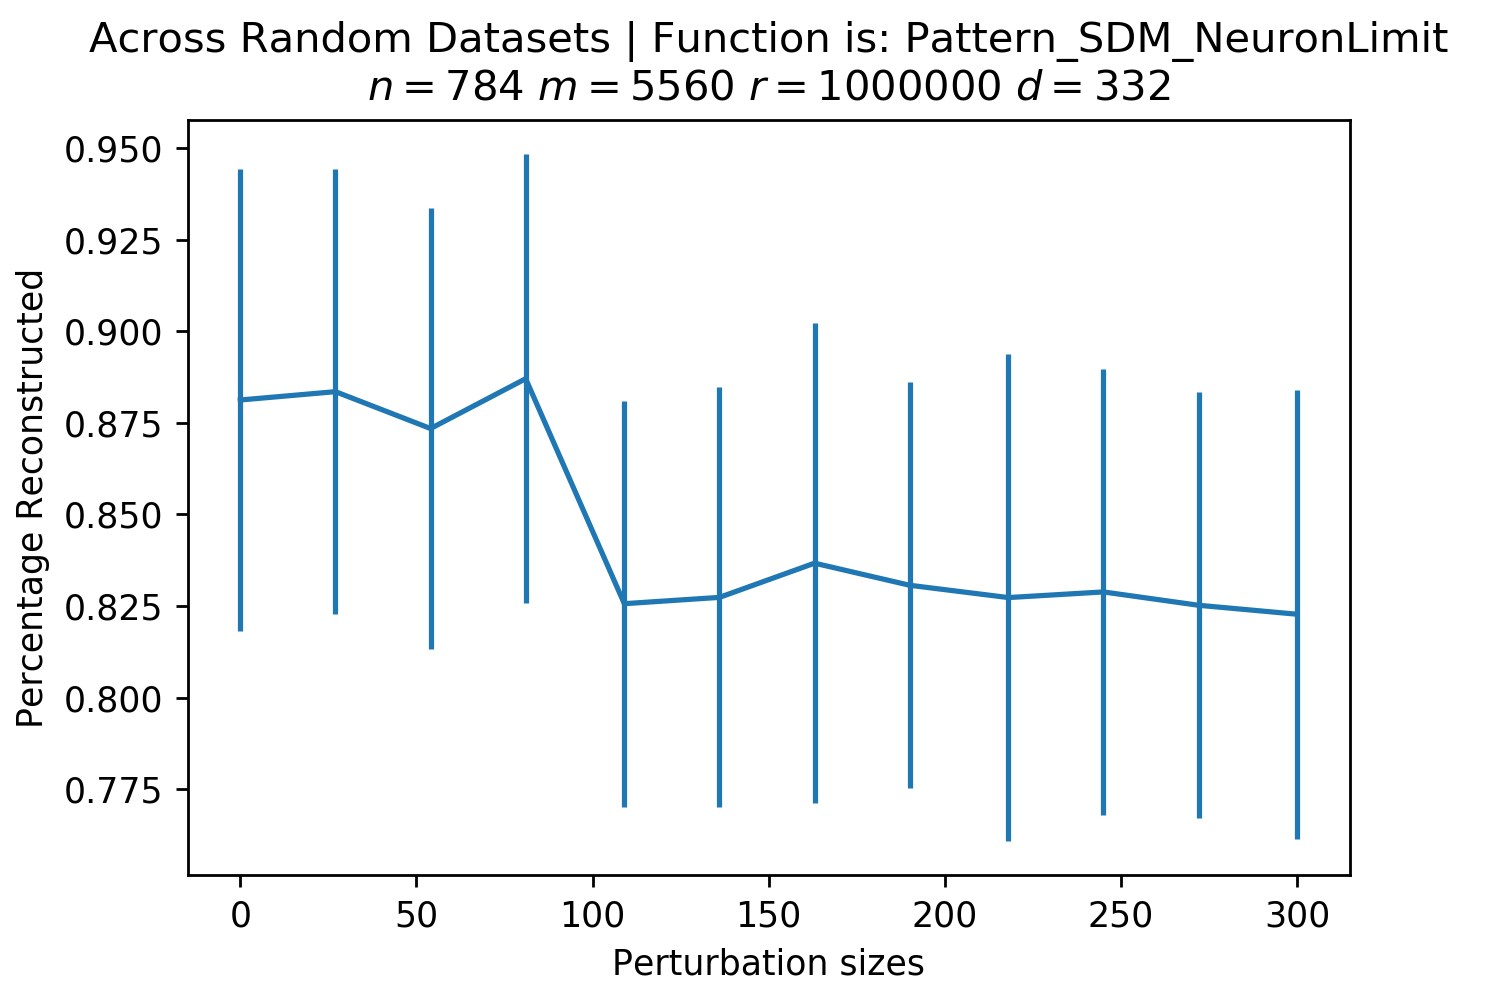 Across Random Datasets | Function is: Pattern_SDM_NeuronLimit
n = 784 m = 5560 r = 1000000 d = 332
0.950
0.925
0.900
0.875
0.850
0.825
0.800
0.775
Percentage Reconstructed
0 50 100 150 200 250 300
Perturbation sizes